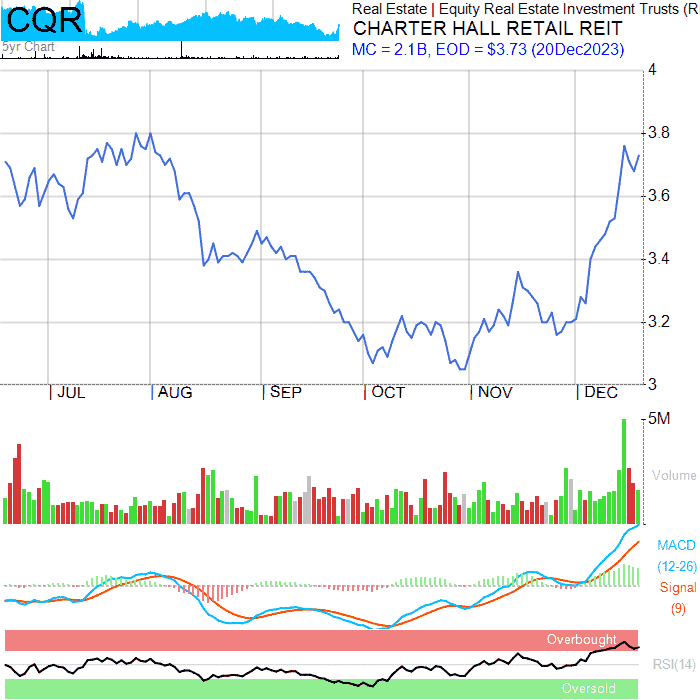 CQR
5yr Chart
Real Estate | Equity Real Estate Investment Trusts (R
CHARTER HALL RETAIL REIT
MC = 2.1B, EOD = $3.73 (20Dec2023)
4
3.8
3.6
3.4
3.2
3
JUL AUG SEP OCT NOV DEC
5M
Volume
MACD
(12-26)
Signal
(9)
Overbought
RSI(14)
Oversold